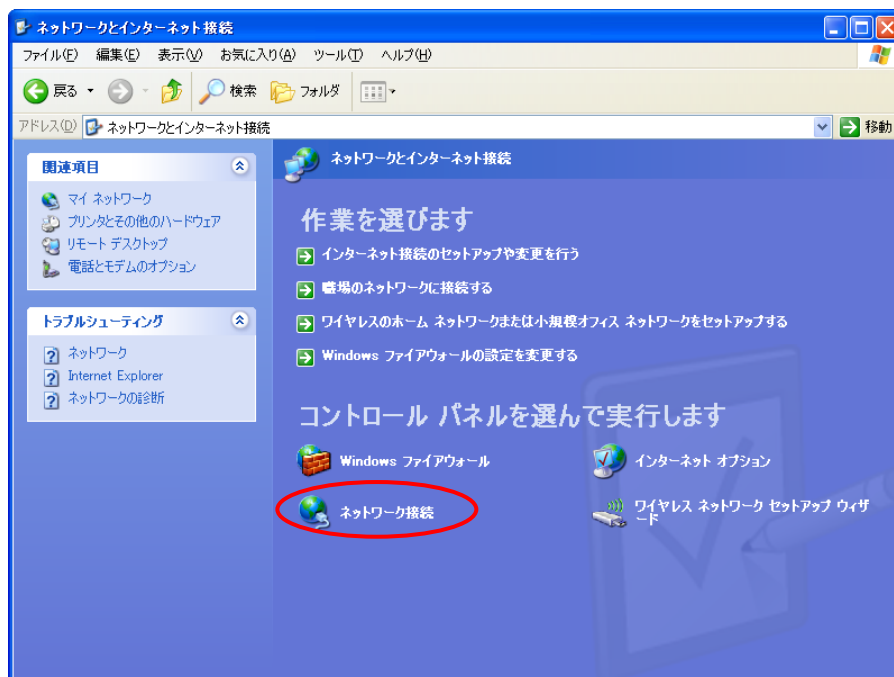 ネットワークとインターネット接続
ファイル(F) 編集(E) 表示(V) お気に入り(A) ツール(T) ヘルプ(H)
戻る 検索 フォルダ
アドレス(D) ネットワークとインターネット接続 移動
関連項目
マイ ネットワーク
プリンタとその他のハードウェア
リモート デスクトップ
電話とモデムのオプション
トラブルシューティング
ネットワーク
Internet Explorer
ネットワークの診断
ネットワークとインターネット接続
作業を選びます
インターネット接続のセットアップや変更を行う
職場のネットワークに接続する
ワイヤレスのホーム ネットワークまたは小規模オフィス ネットワークをセットアップする
Windows ファイアウォールの設定を変更する
コントロール パネルを選んで実行します
Windows ファイアウォール
インターネット オプション
ネットワーク接続
ワイヤレス ネットワーク セットアップ ウィザ
ード